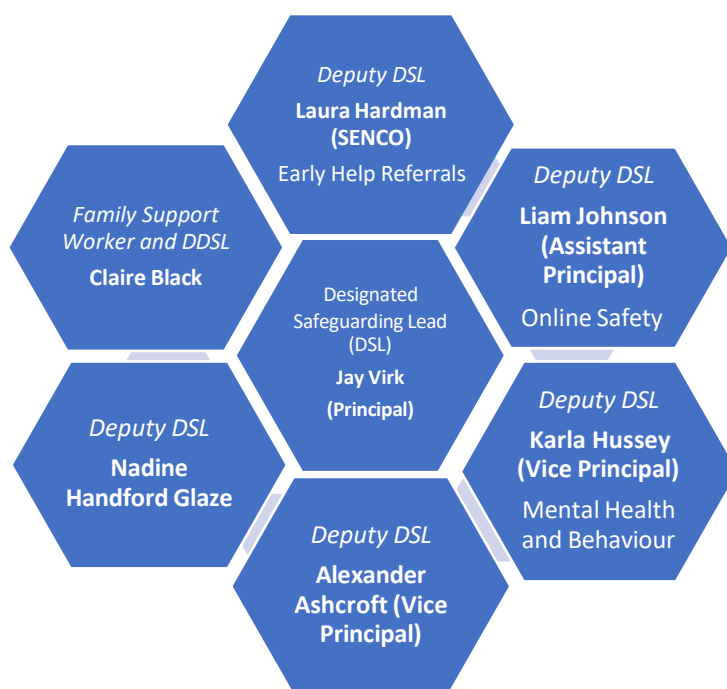 Deputy DSL
Laura Hardman
(SENCO)
Early Help Referrals
Deputy DSL
Liam Johnson
(Assistant
Principal)
Online Safety
Family Support
Worker and DDSL
Claire Black
Designated
Safeguarding Lead
(DSL)
Jay Virk
(Principal)
Deputy DSL
Karla Hussey
(Vice Principal)
Mental Health
and Behaviour
Deputy DSL
Nadine
Handford Glaze
Deputy DSL
Alexander
Ashcroft (Vice
Principal)